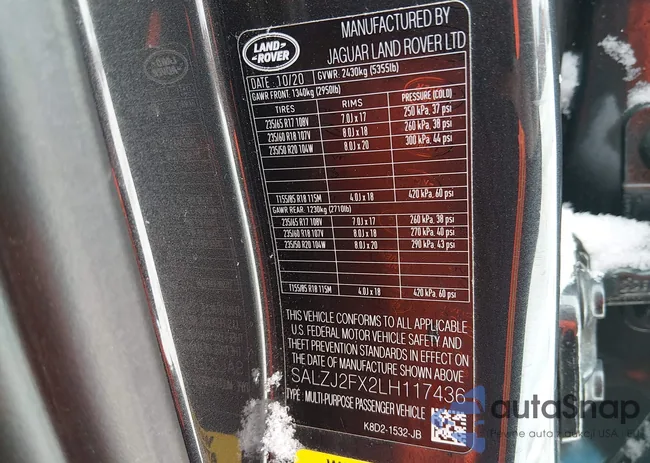 LAND
ROVER
MANUFACTURED BY
JAGUAR LAND ROVER LTD
DATE 10/20 GVWR: 2430kg (5355lb)
GAWR FRONT: 1340kg (2950lb)
TIRES RIMS PRESSURE (COLD)
235/65 R17 108V 7.0J x 17 250 kPa, 37 psi
235/60 R18 107V 8.0J x 18 260 kPa, 38 psi
235/50 R20 104W 8.0J x 20 300 kPa, 44 psi
T155/85 R18 115M 4.0J x 18 420 kPa, 60 psi
GAWR REAR: 1230kg (2710lb)
235/65 R17 108V 7.0J x 17 260 kPa, 38 psi
235/60 R18 107V 8.0J x 18 270 kPa, 40 psi
235/50 R20 104W 8.0J x 20 290 kPa, 43 psi
T155/85 R18 115M 4.0J x 18 420 kPa, 60 psi
THIS VEHICLE CONFORMS TO ALL APPLICABLE
U.S. FEDERAL MOTOR VEHICLE SAFETY AND
THEFT PREVENTION STANDARDS IN EFFECT ON
THE DATE OF MANUFACTURE SHOWN ABOVE
SALZJ2FX2LH117436
TYPE: MULTI-PURPOSE PASSENGER VEHICLE
K8D2-1532-JB
autoSnap
Pewne auto z aukcji USA